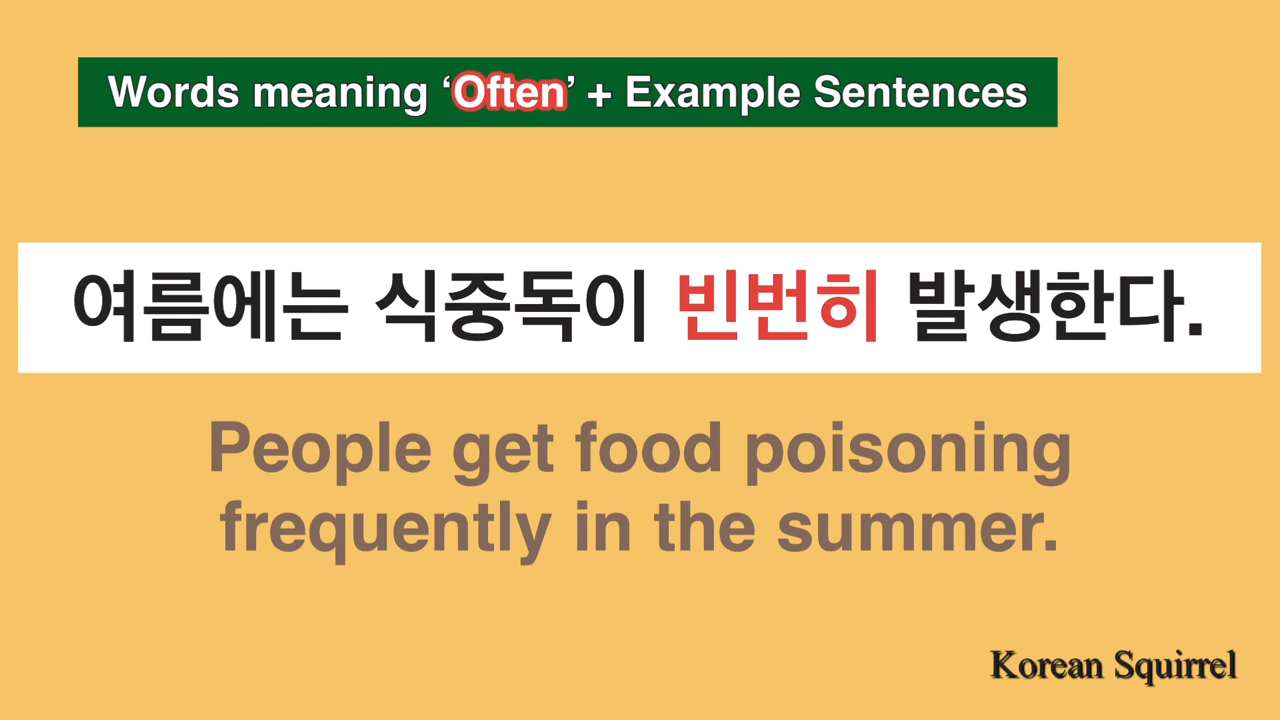 Words meaning ‘Often’ + Example Sentences
여름에는 식중독이 빈번히 발생한다.
People get food poisoning
frequently in the summer.
Korean Squirrel